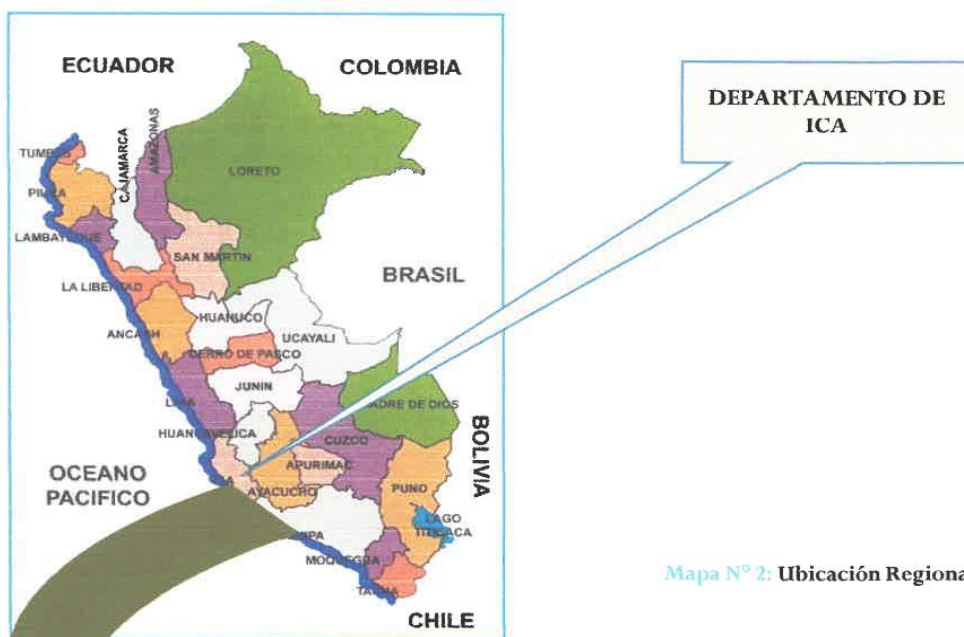 ECUADOR
COLOMBIA
DEPARTAMENTO DE
ICA
TUMBES
CAJAMARCA
AMAZONAS
LORETO
PIURA
LAMBAYEQUE
SAN MARTIN
BRASIL
LA LIBERTAD
HUANUCO
ANCASH
UCAYALI
CERRO DE PASCO
JUNIN
LIMA
MADRE DE DIOS
HUANCAVELICA
CUZCO
BOLIVIA
APURIMAC
OCEANO
PACIFICO
AYACUCHO
PUNO
LAGO
TITICACA
MOQUEGUA
TACNA
Mapa N° 2: Ubicación Regiona
CHILE